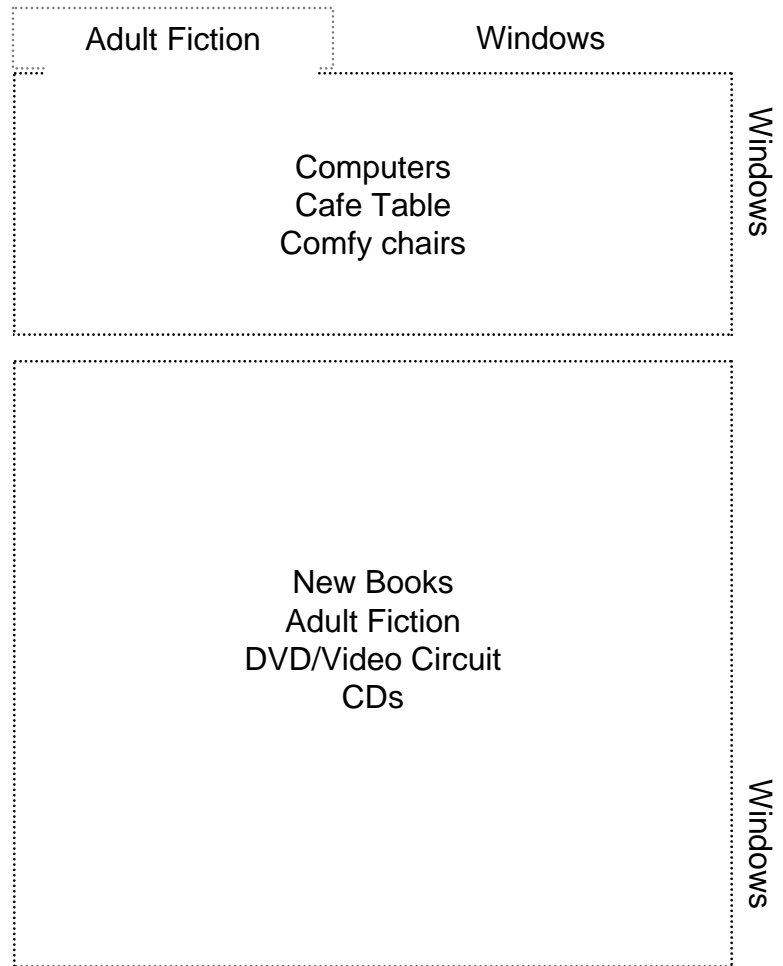 Adult Fiction
Windows
Windows
Computers
Cafe Table
Comfy chairs
New Books
Adult Fiction
DVD/Video Circuit
CDs
Windows